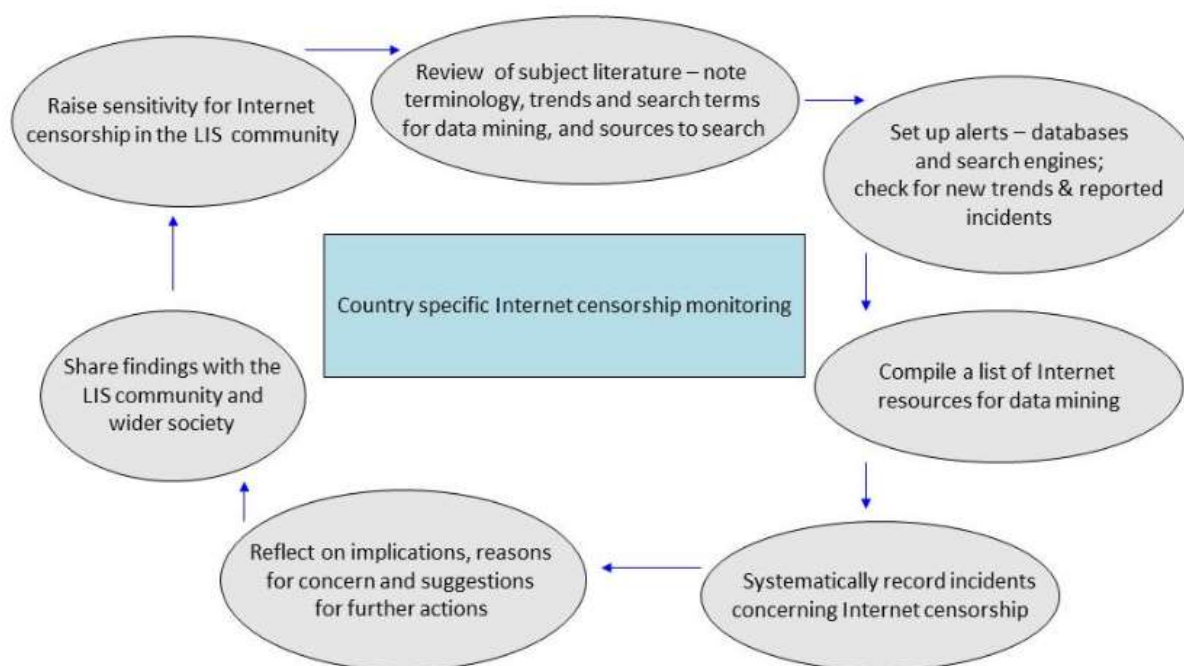 Raise sensitivity for Internet
censorship in the LIS community
Review of subject literature – note
terminology, trends and search terms
for data mining, and sources to search
Set up alerts – databases
and search engines;
check for new trends & reported
incidents
Compile a list of Internet
resources for data mining
Systematically record incidents
concerning Internet censorship
Reflect on implications, reasons
for concern and suggestions
for further actions
Share findings with the
LIS community and
wider society
Country specific Internet censorship monitoring